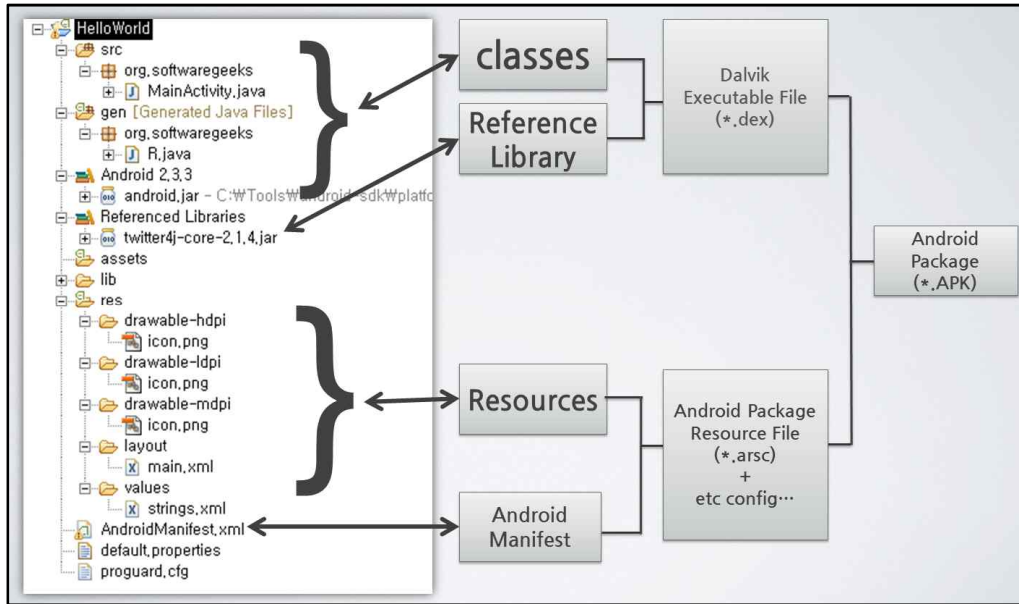 HelloWorld
src
org.softwaregeeks
MainActivity.java
gen [Generated Java Files]
org.softwaregeeks
R.java
Android 2.3.3
android.jar - C:₩Tools₩android-sdk₩platfo
Referenced Libraries
twitter4j-core-2.1.4.jar
assets
lib
res
drawable-hdpi
icon.png
drawable-ldpi
icon.png
drawable-mdpi
icon.png
layout
main.xml
values
strings.xml
AndroidManifest.xml
default.properties
proguard.cfg
classes
Reference
Library
Resources
Android
Manifest
Dalvik
Executable File
(*.dex)
Android Package
Resource File
(*.arsc)
+
etc config…
Android
Package
(*.APK)